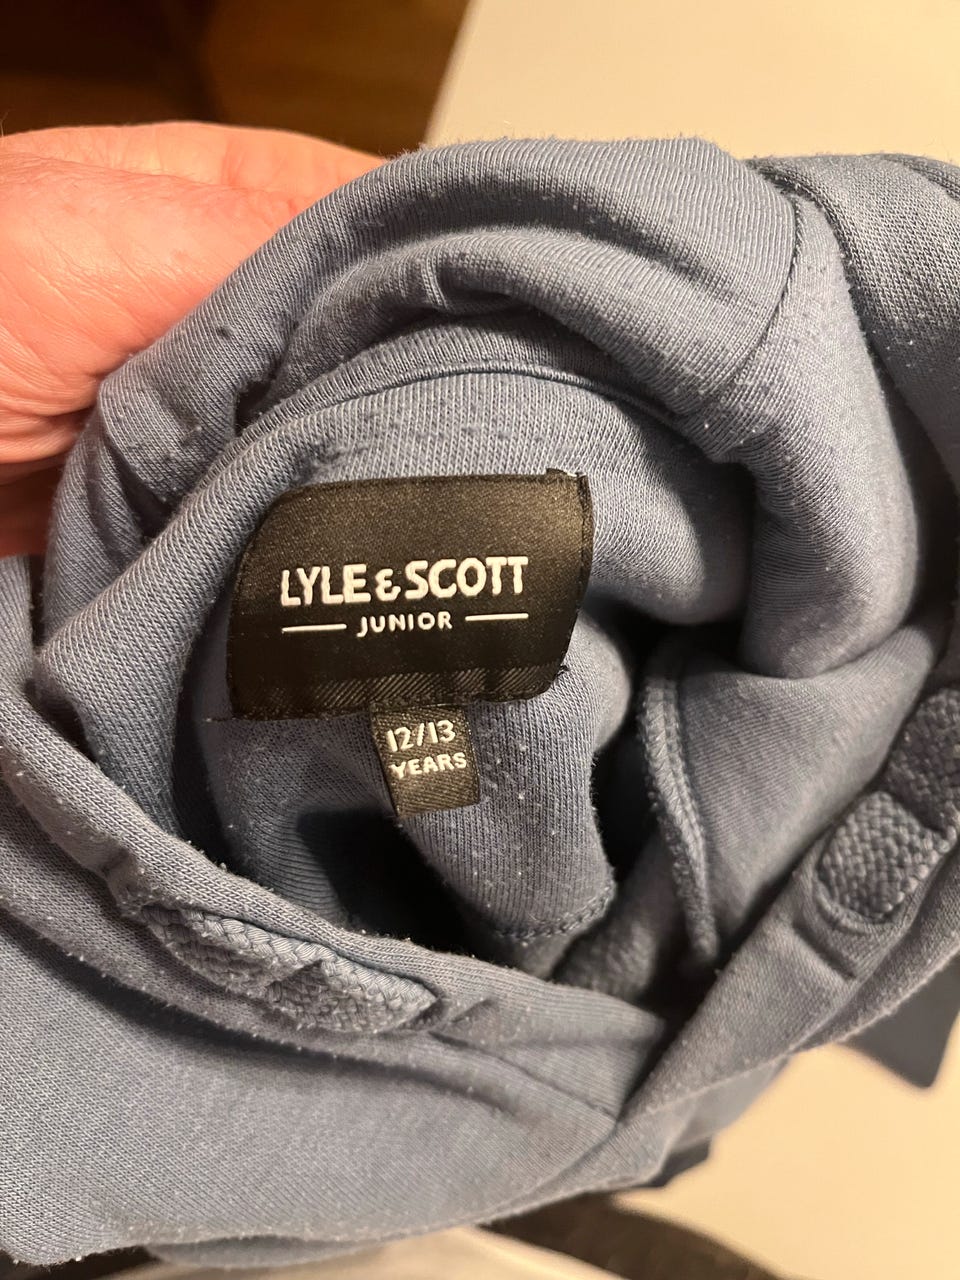 LYLE & SCOTT
JUNIOR
12/13
YEARS